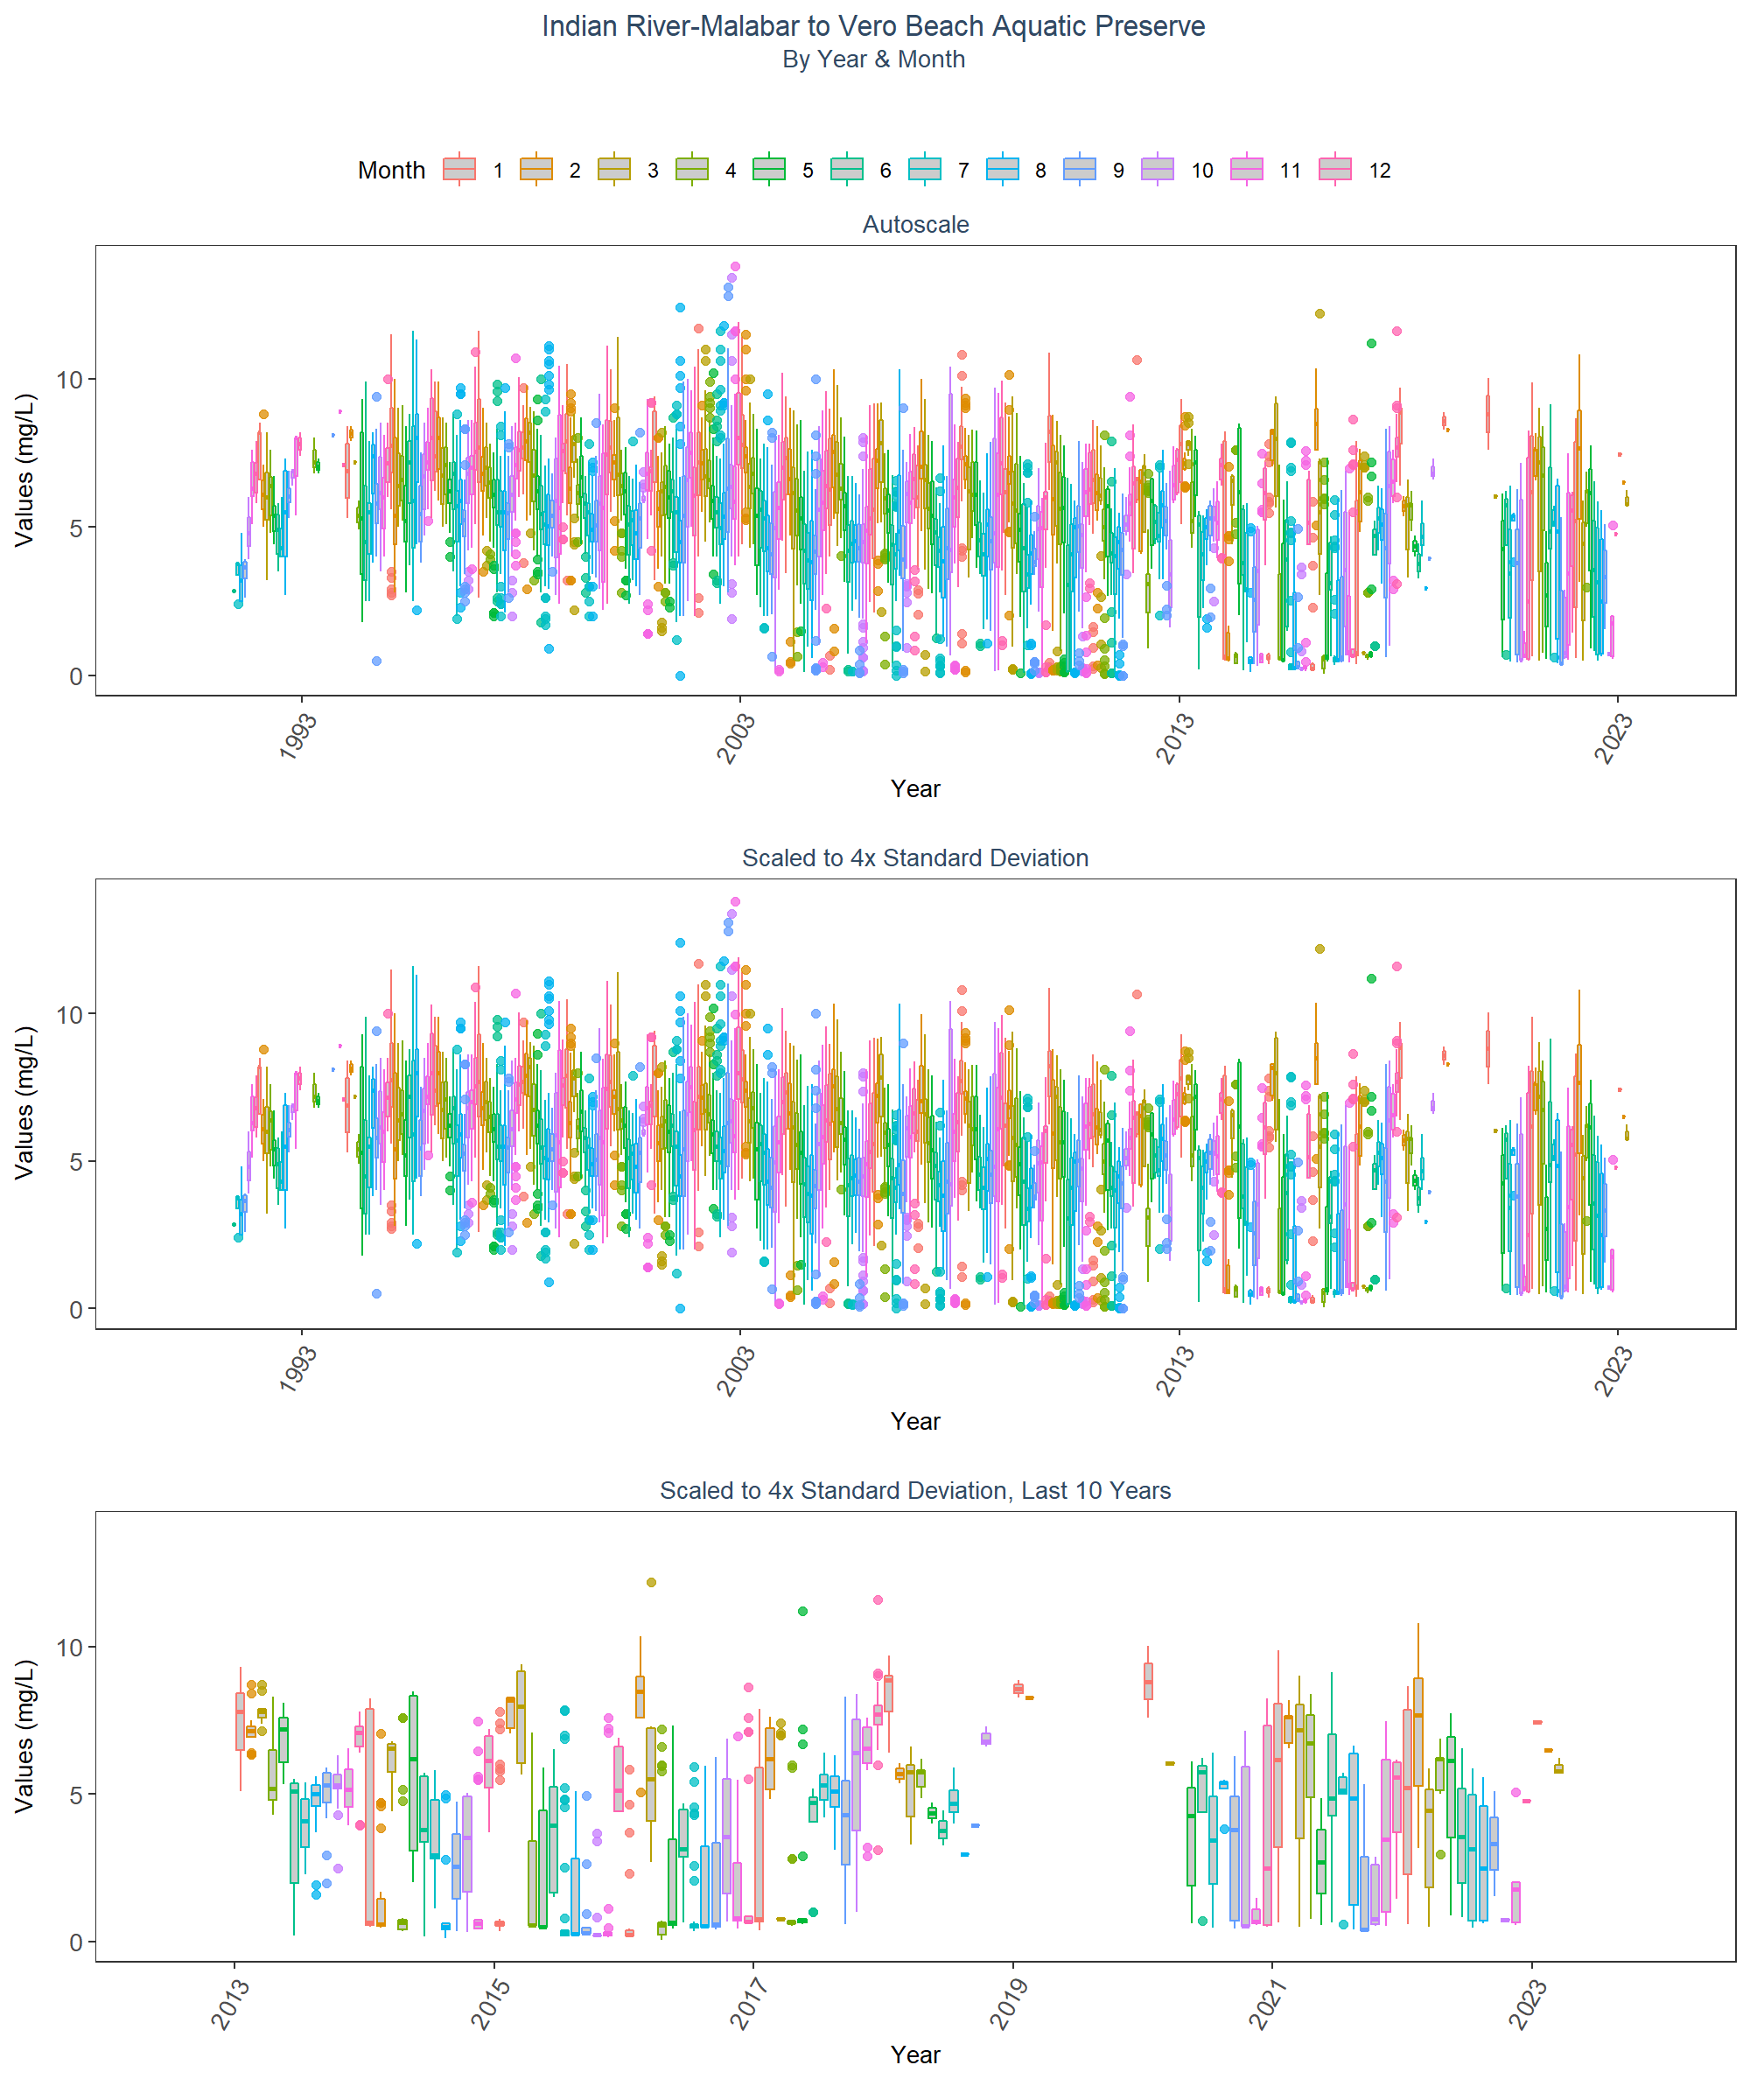 Indian River-Malabar to Vero Beach Aquatic Preserve
By Year & Month
Month 1 2 3 4 5 6 7 8 9 10 11 12
Autoscale
Values (mg/L)
10
5
0
1993 2003 2013 2023
Year
Scaled to 4x Standard Deviation
Values (mg/L)
10
5
0
1993 2003 2013 2023
Year
Scaled to 4x Standard Deviation, Last 10 Years
Values (mg/L)
10
5
0
2013 2015 2017 2019 2021 2023
Year